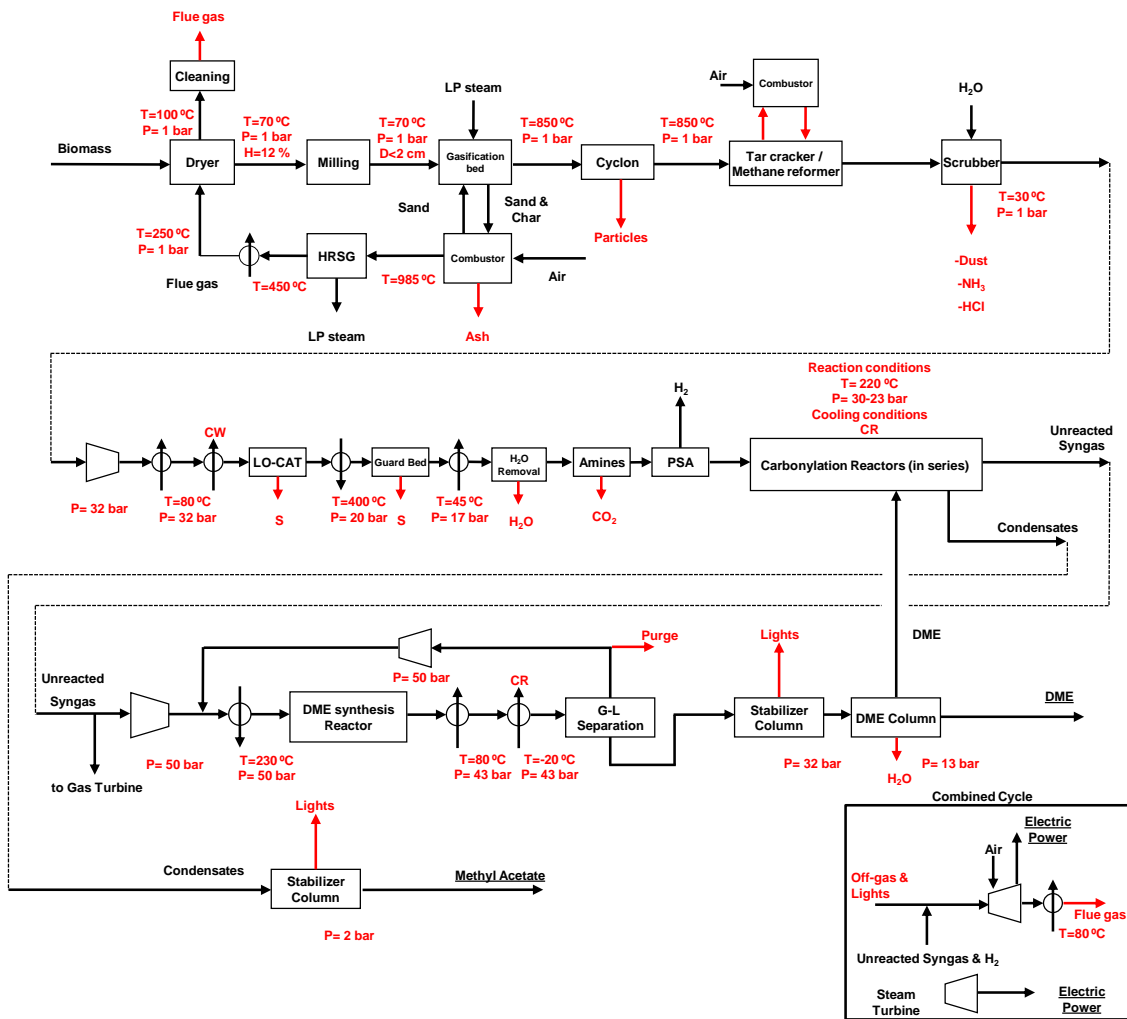 Flue gas
Cleaning
T=100 ºC
P= 1 bar
Biomass
Dryer
T=70 ºC
P= 1 bar
H=12 %
Milling
T=70 ºC
P= 1 bar
D<2 cm
LP steam
Gasification
bed
T=850 ºC
P= 1 bar
Cyclon
Particles
T=850 ºC
P= 1 bar
Air
Combustor
Tar cracker /
Methane reformer
H2O
Scrubber
T=30 ºC
P= 1 bar
-Dust
-NH3
-HCl
Sand
Sand &
Char
T=250 ºC
P= 1 bar
Flue gas
T=450 ºC
HRSG
LP steam
T=985 ºC
Combustor
Air
Ash
P= 32 bar
CW
T=80 ºC
P= 32 bar
LO-CAT
S
T=400 ºC
P= 20 bar
Guard Bed
S
T=45 ºC
P= 17 bar
H2O
Removal
H2O
Amines
CO2
H2
PSA
Reaction conditions
T= 220 ºC
P= 30-23 bar
Cooling conditions
CR
Carbonylation Reactors (in series)
Unreacted
Syngas
Condensates
DME
Unreacted
Syngas
to Gas Turbine
P= 50 bar
T=230 ºC
P= 50 bar
DME synthesis
Reactor
P= 50 bar
T=80 ºC
P= 43 bar
CR
T=-20 ºC
P= 43 bar
G-L
Separation
Purge
Lights
Stabilizer
Column
P= 32 bar
DME Column
H2O
P= 13 bar
DME
Lights
Condensates
Stabilizer
Column
P= 2 bar
Methyl Acetate
Combined Cycle
Off-gas &
Lights
Air
Electric
Power
Flue gas
T=80 ºC
Unreacted Syngas & H2
Steam
Turbine
Electric
Power